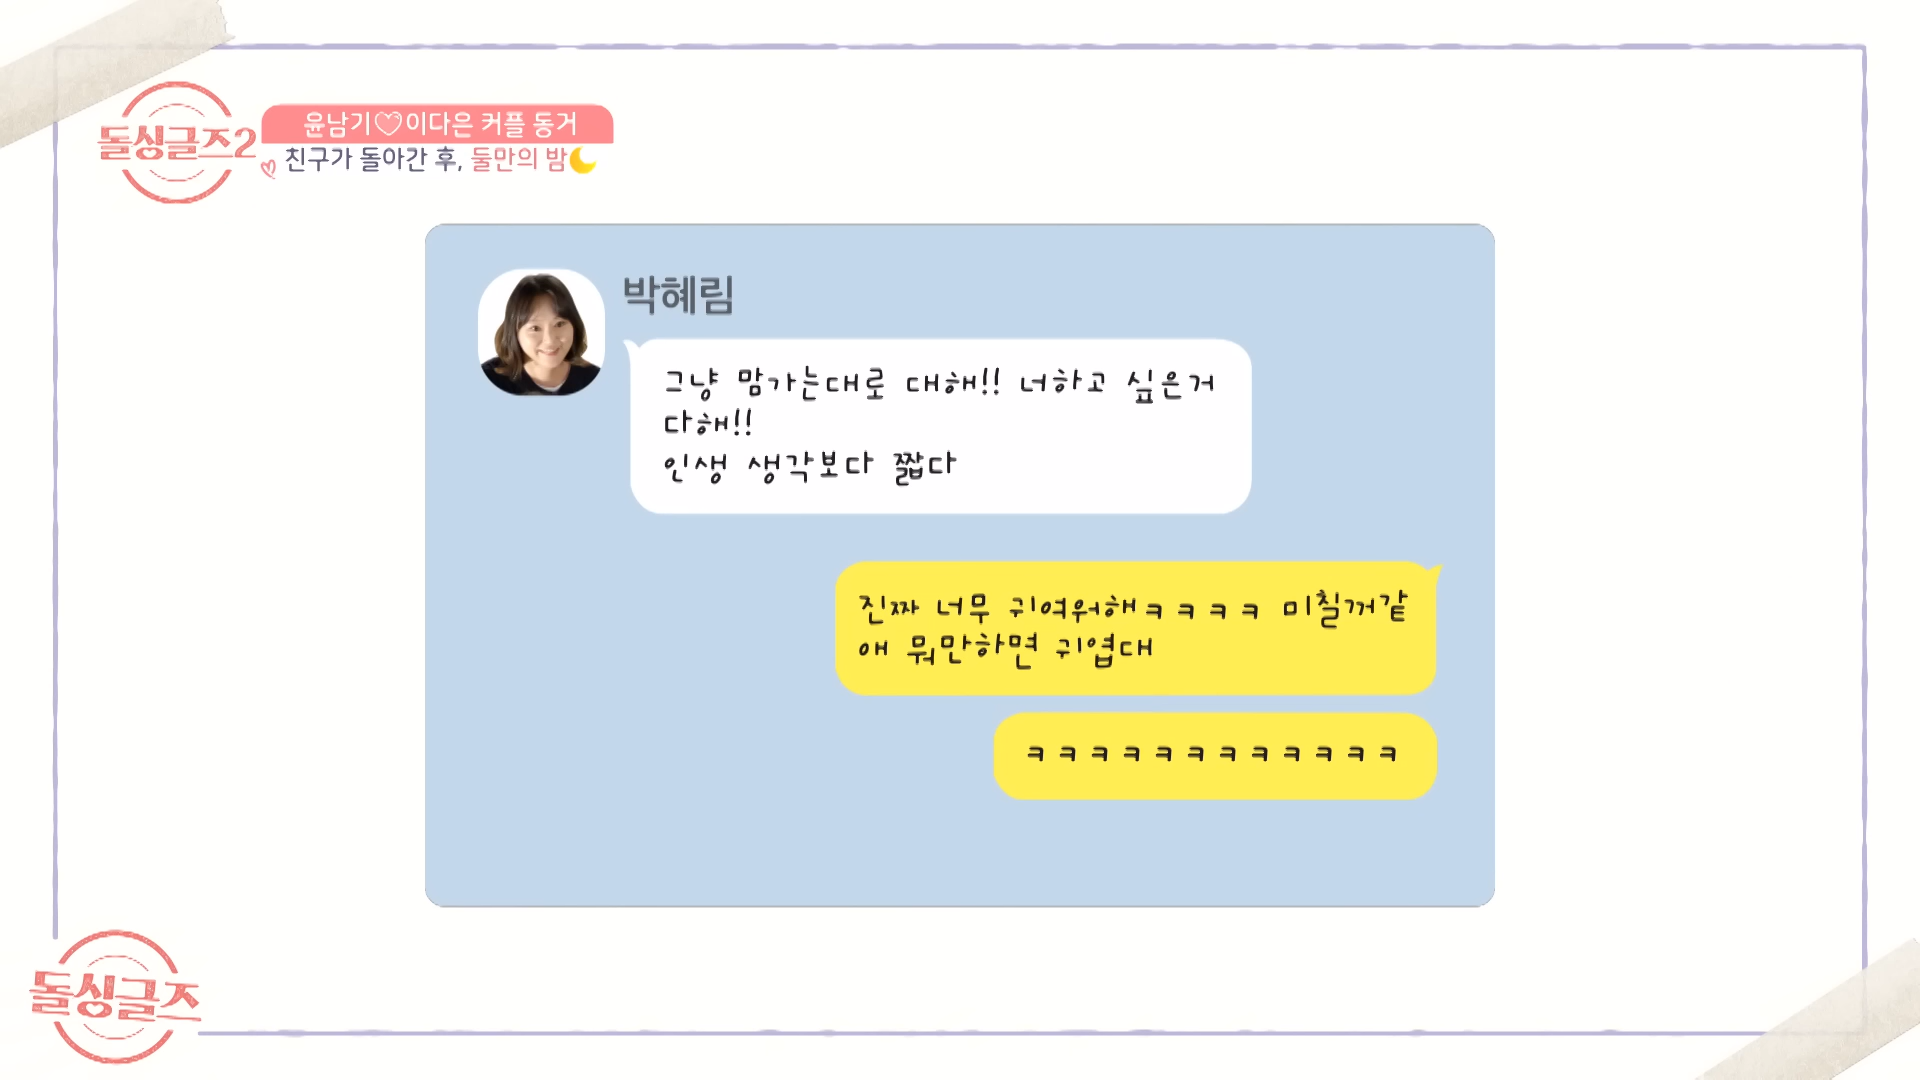 돌싱글즈2
윤남기♡이다은 커플 동거
친구가 돌아간 후, 둘만의 밤
박혜림
그냥 맘가는대로 대해!! 너하고 싶은거
다해!!
인생 생각보다 짧다
진짜 너무 귀여워해ㅋㅋㅋㅋ 미칠꺼같
애 뭐만하면 귀엽대
ㅋㅋㅋㅋㅋㅋㅋㅋㅋㅋㅋㅋ
돌싱글즈